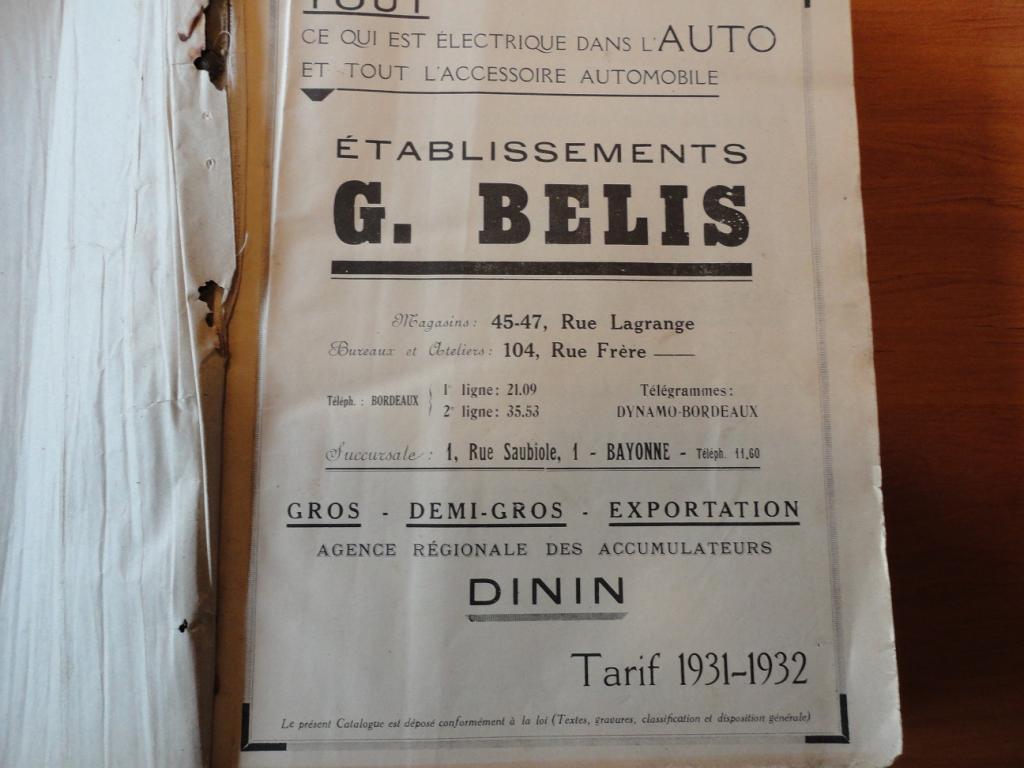 TOUT
CE QUI EST ÉLECTRIQUE DANS L'AUTO
ET TOUT L'ACCESSOIRE AUTOMOBILE
ÉTABLISSEMENTS
G. BELIS
Magasins: 45-47, Rue Lagrange
Bureaux et Ateliers: 104, Rue Frère
Téléph. : BORDEAUX
1e ligne: 21.09
2e ligne: 35.53
Télégrammes:
DYNAMO-BORDEAUX
Succursale: 1, Rue Saubiole, 1 - BAYONNE - Téléph. 11,60
GROS - DEMI-GROS - EXPORTATION
AGENCE RÉGIONALE DES ACCUMULATEURS
DININ
Tarif 1931-1932
Le présent Catalogue est déposé conformément à la loi (Textes, gravures, classification et disposition générale)